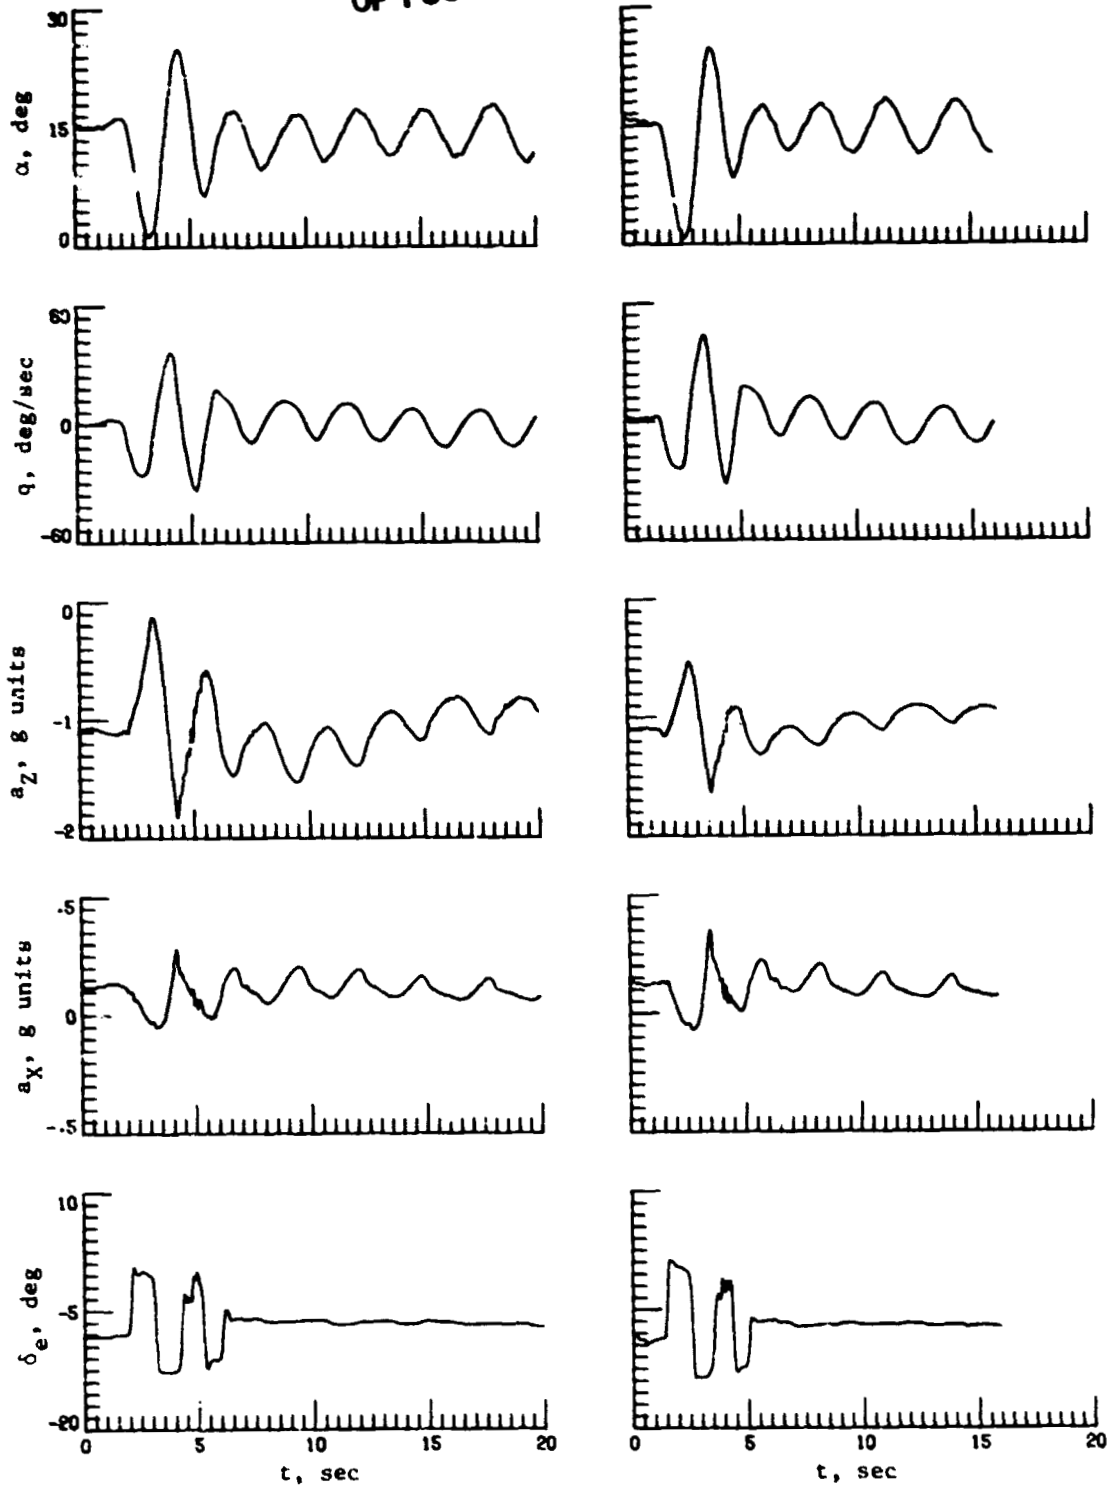 30
α, deg
15
0
60
q, deg/sec
0
-60
0
a_Z, g units
-1
-2
.5
a_X, g units
0
-.5
10
δ_e, deg
-5
-20
0 5 10 15 20
t, sec
0 5 10 15 20
t, sec